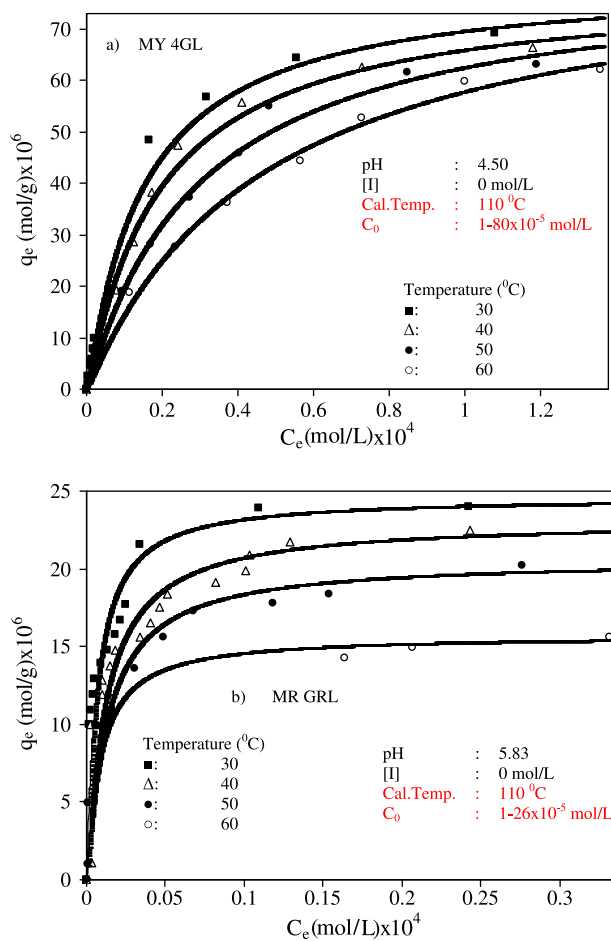 a) MY 4GL
70
60
50
40
30
20
10
0
qe (mol/g)x10⁶
pH : 4.50
[I] : 0 mol/L
Cal.Temp. : 110 ⁰C
C₀ : 1-80x10⁻⁵ mol/L
Temperature (⁰C)
■: 30
△: 40
●: 50
○: 60
0 0.2 0.4 0.6 0.8 1 1.2
Ce(mol/L)x10⁴
25
20
15
10
5
0
qe (mol/g)x10⁶
b) MR GRL
Temperature (⁰C)
■: 30
△: 40
●: 50
○: 60
pH : 5.83
[I] : 0 mol/L
Cal.Temp. : 110 ⁰C
C₀ : 1-26x10⁻⁵ mol/L
0 0.05 0.1 0.15 0.2 0.25 0.3
Ce(mol/L)x10⁴